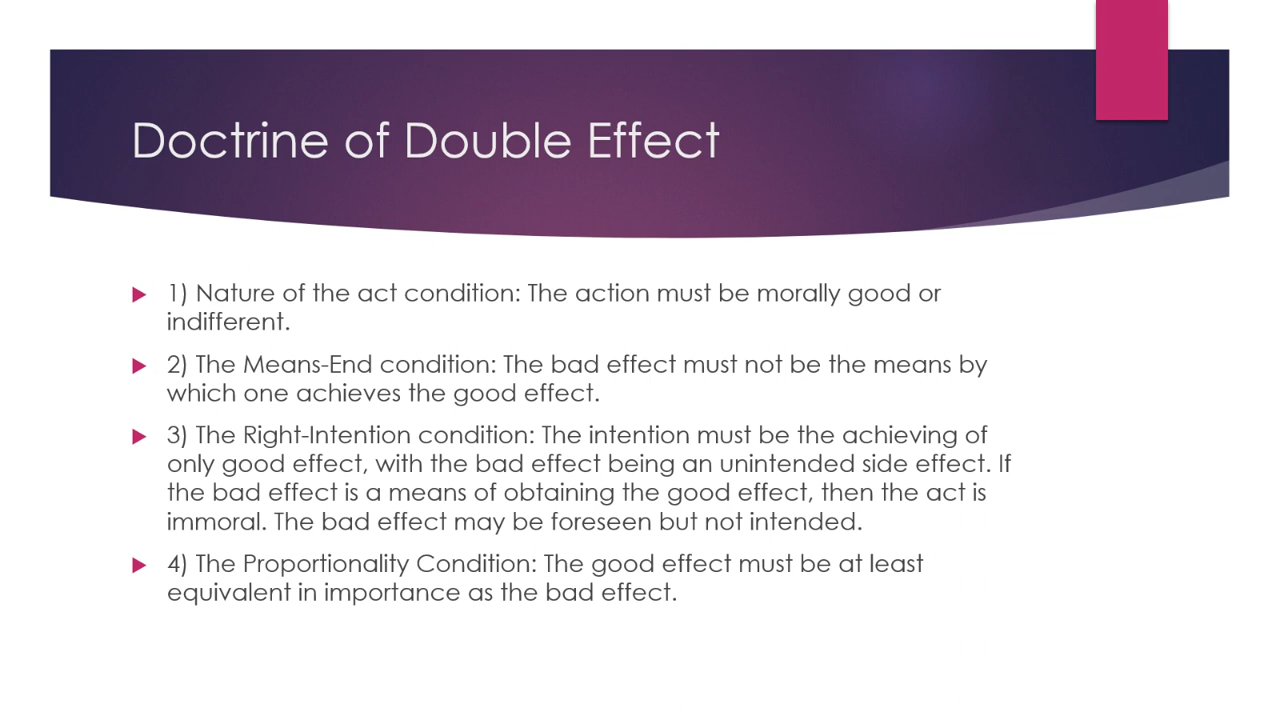 Doctrine of Double Effect
1) Nature of the act condition: The action must be morally good or
indifferent.
2) The Means-End condition: The bad effect must not be the means by
which one achieves the good effect.
3) The Right-Intention condition: The intention must be the achieving of
only good effect, with the bad effect being an unintended side effect. If
the bad effect is a means of obtaining the good effect, then the act is
immoral. The bad effect may be foreseen but not intended.
4) The Proportionality Condition: The good effect must be at least
equivalent in importance as the bad effect.